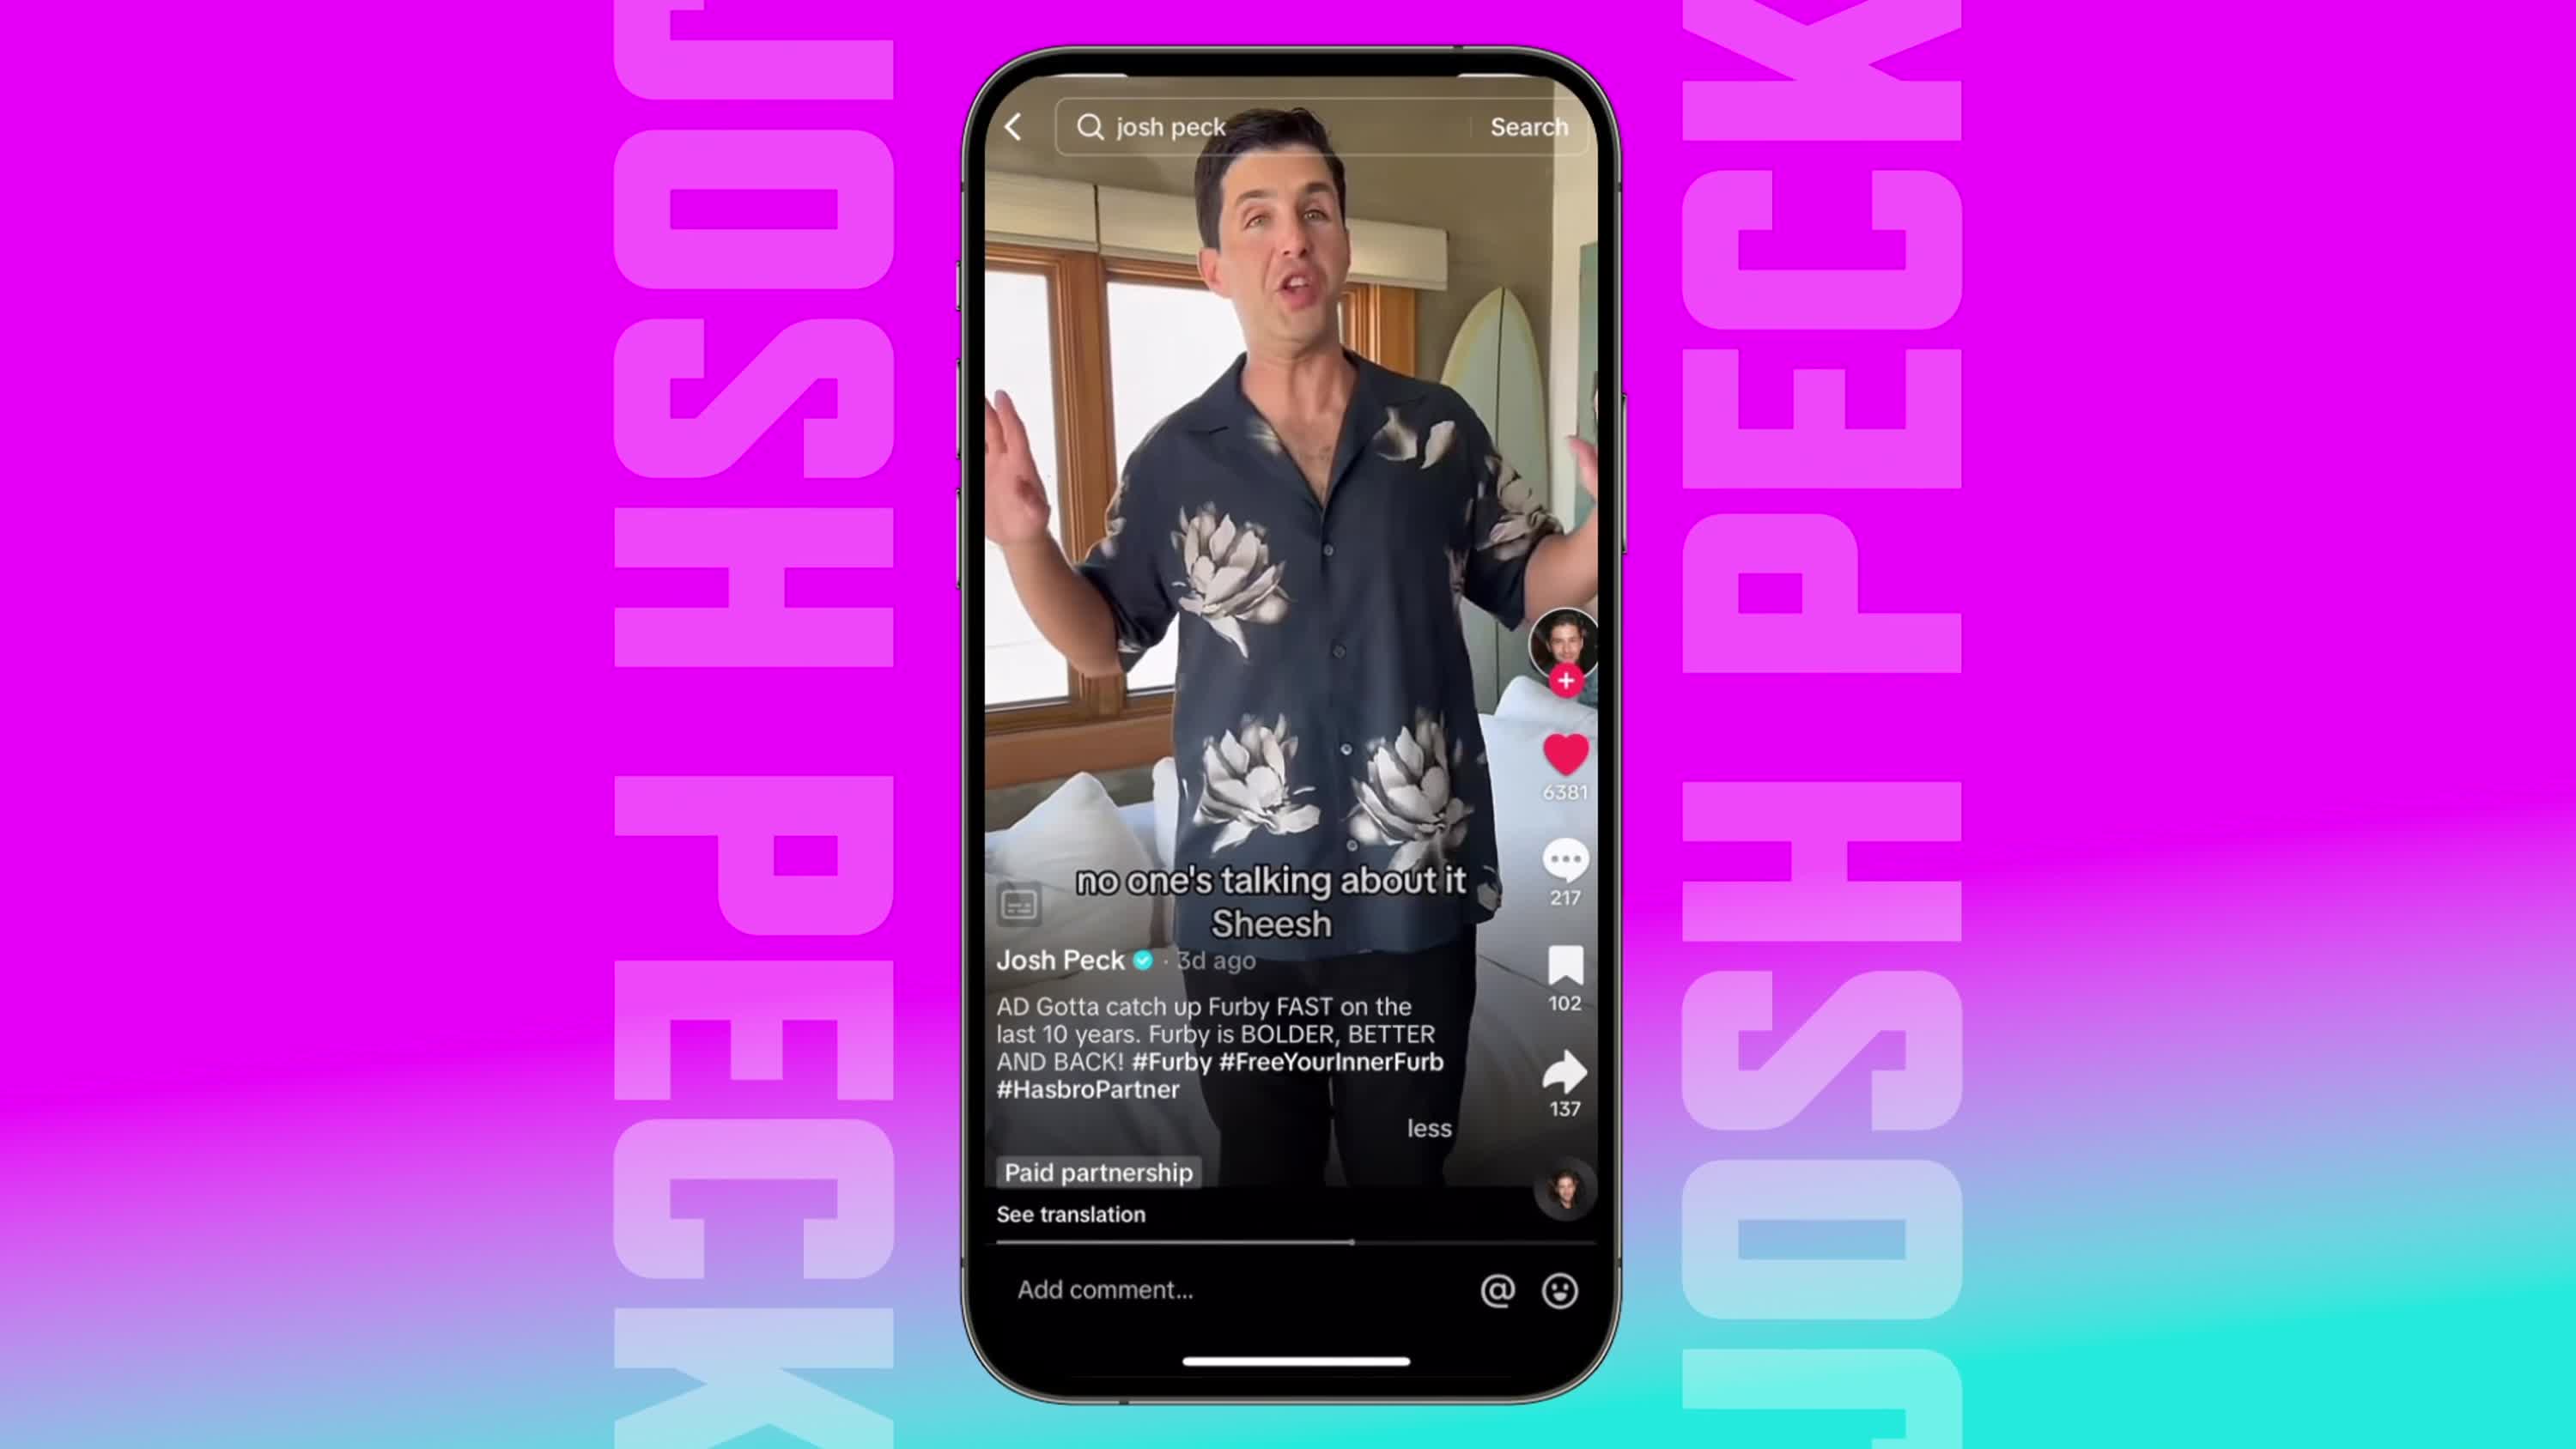 JOSH PECK
josh peck
Search
6381
217
102
137
no one's talking about it
Sheesh
Josh Peck · 3d ago
AD Gotta catch up Furby FAST on the
last 10 years. Furby is BOLDER, BETTER
AND BACK! #Furby #FreeYourInnerFurb
#HasbroPartner
less
Paid partnership
See translation
Add comment...
@
JOSH PECK